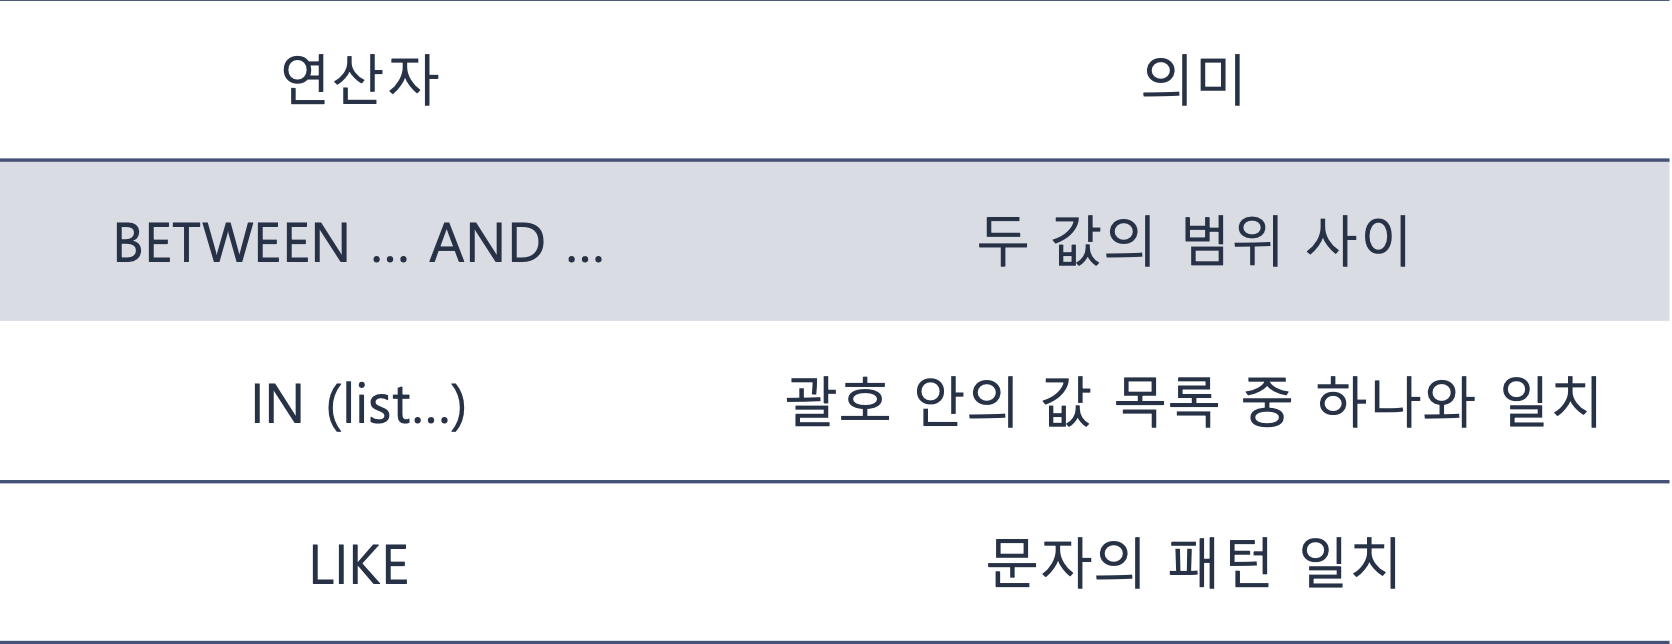 연산자 의미
BETWEEN ... AND ... 두 값의 범위 사이
IN (list...) 괄호 안의 값 목록 중 하나와 일치
LIKE 문자의 패턴 일치